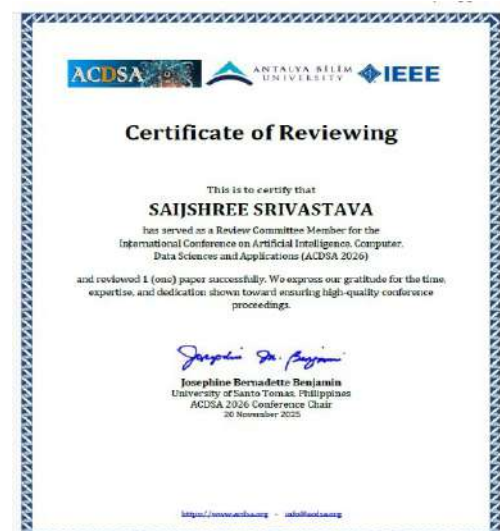 ACDSA
ANTALYA BİLİM
UNIVERSITY
IEEE
Certificate of Reviewing
This is to certify that
SAIJSHREE SRIVASTAVA
has served as a Review Committee Member for the
International Conference on Artificial Intelligence, Computer,
Data Sciences and Applications (ACDSA 2026)
and reviewed 1 (one) paper successfully. We express our gratitude for the time,
expertise, and dedication shown toward ensuring high-quality conference
proceedings.
Josephine Bernadette Benjamin
University of Santo Tomas, Philippines
ACDSA 2026 Conference Chair
20 November 2025
https://www.acdsa.org - info@acdsa.org